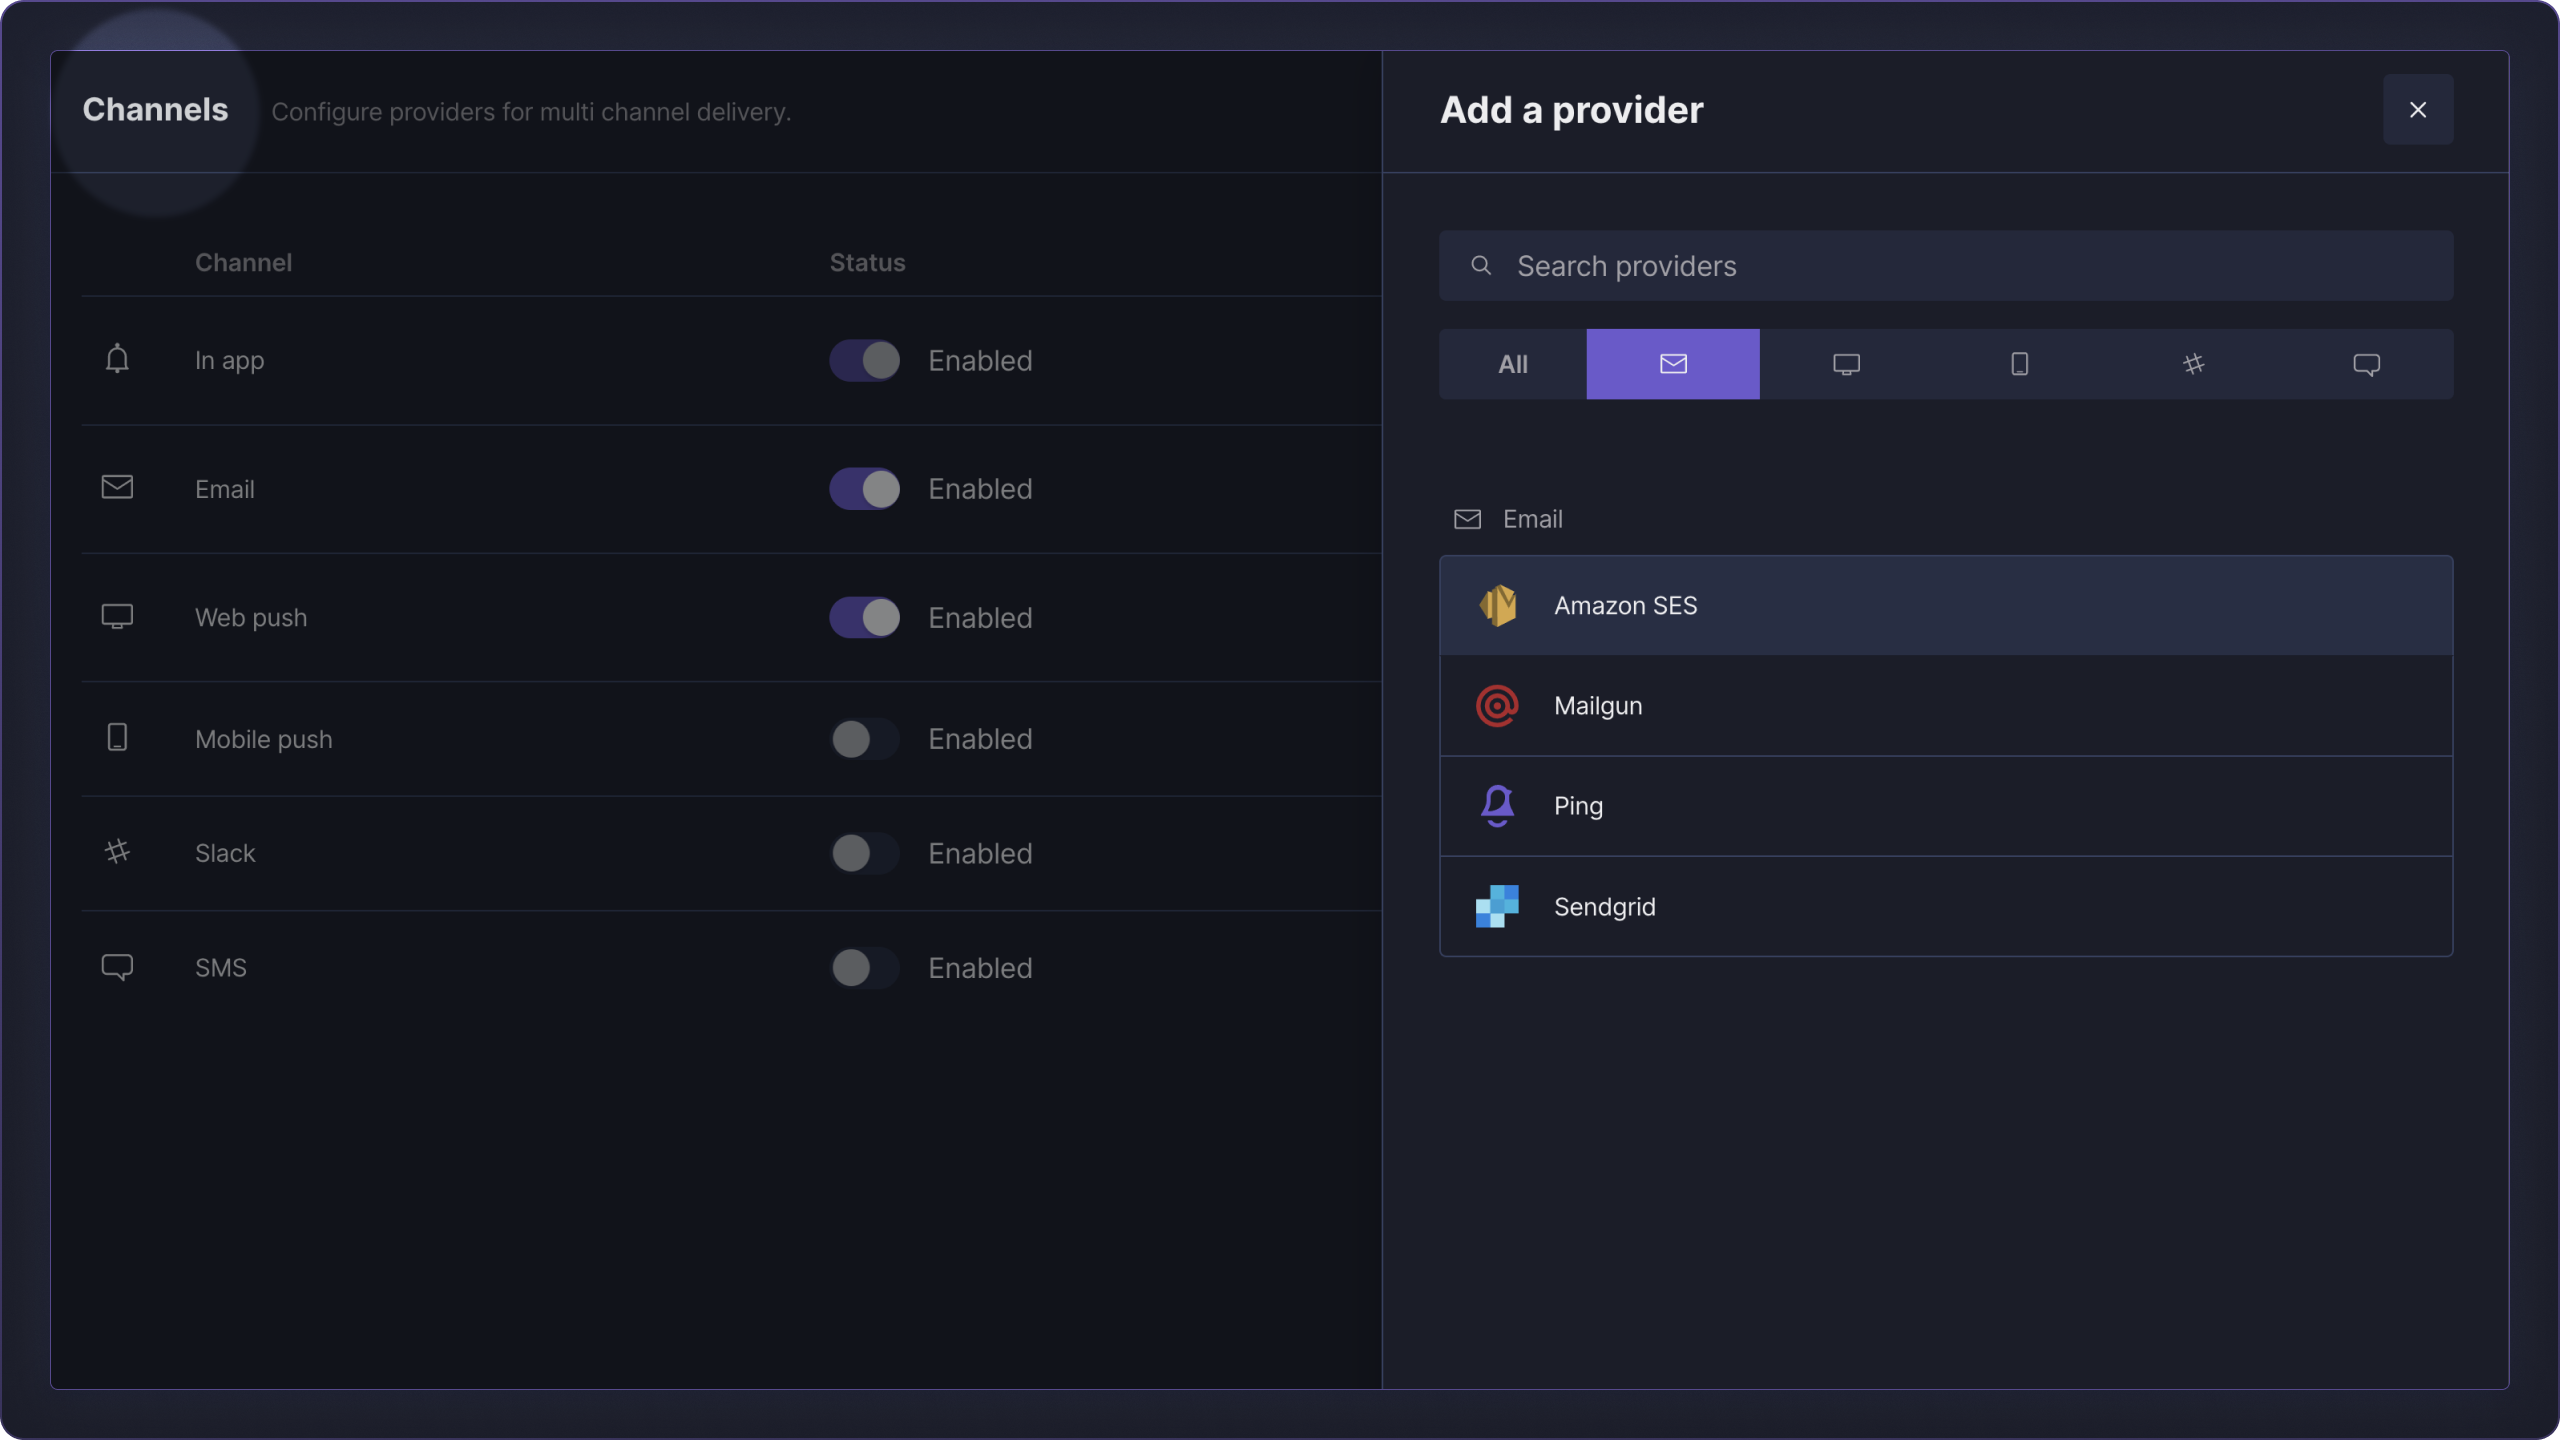 Channels Configure providers for multi channel delivery.
Channel Status
In app Enabled
Email Enabled
Web push Enabled
Mobile push Enabled
Slack Enabled
SMS Enabled
Add a provider
Search providers
All
Email
Amazon SES
Mailgun
Ping
Sendgrid